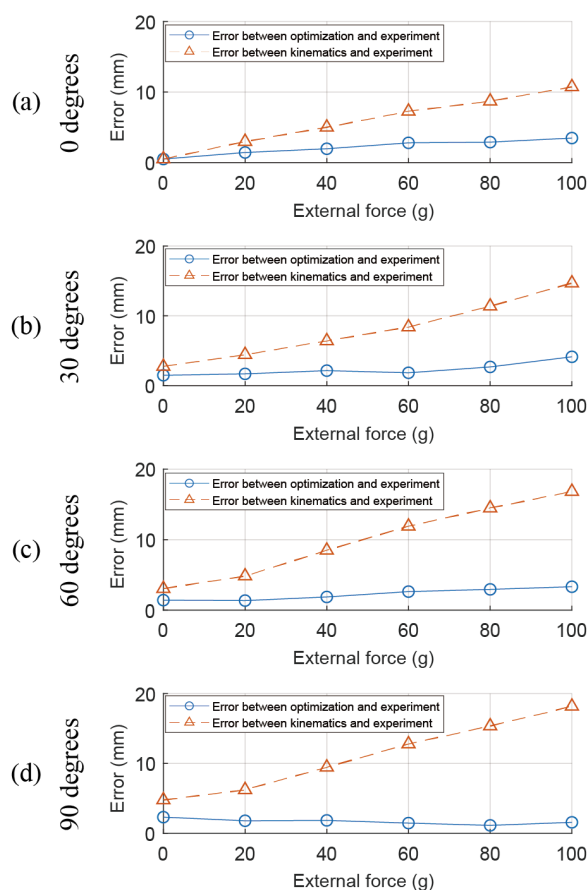 (a)
0 degrees
Error (mm)
20
10
0
Error between optimization and experiment
Error between kinematics and experiment
0 20 40 60 80 100
External force (g)
(b)
30 degrees
Error (mm)
20
10
0
Error between optimization and experiment
Error between kinematics and experiment
0 20 40 60 80 100
External force (g)
(c)
60 degrees
Error (mm)
20
10
0
Error between optimization and experiment
Error between kinematics and experiment
0 20 40 60 80 100
External force (g)
(d)
90 degrees
Error (mm)
20
10
0
Error between optimization and experiment
Error between kinematics and experiment
0 20 40 60 80 100
External force (g)